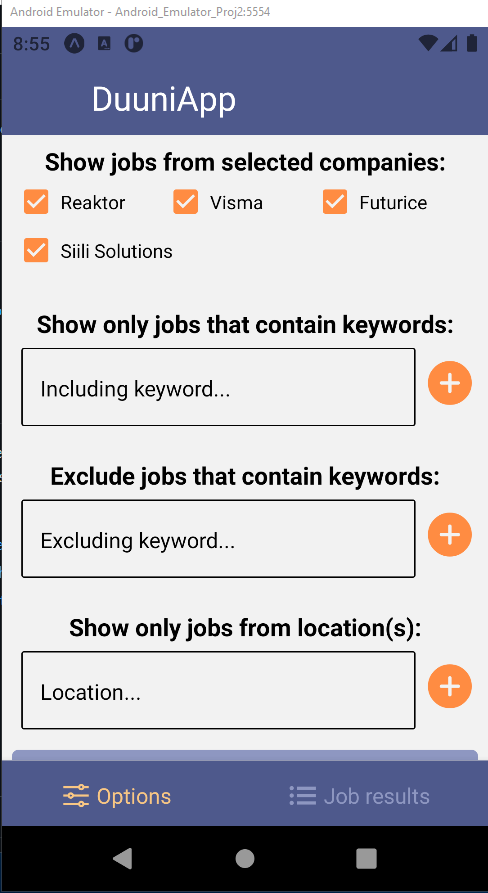 Android Emulator - Android_Emulator_Proj2:5554
8:55
DuuniApp
Show jobs from selected companies:
Reaktor Visma Futurice
Siili Solutions
Show only jobs that contain keywords:
Including keyword...
Exclude jobs that contain keywords:
Excluding keyword...
Show only jobs from location(s):
Location...
Options Job results